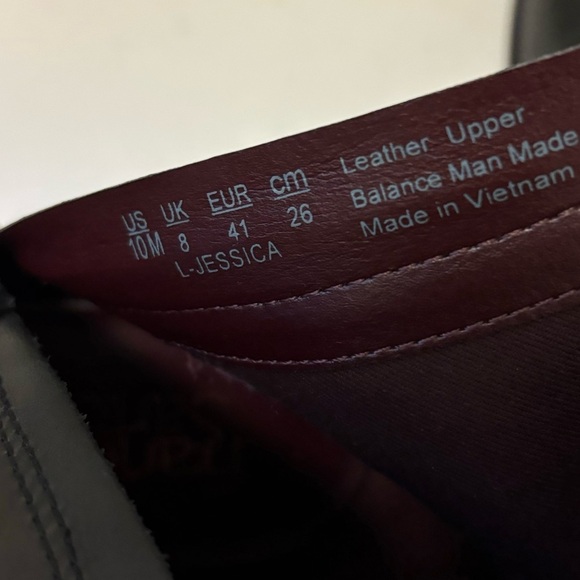 US UK EUR cm
10M 8 41 26
L-JESSICA
Leather Upper
Balance Man Made
Made in Vietnam